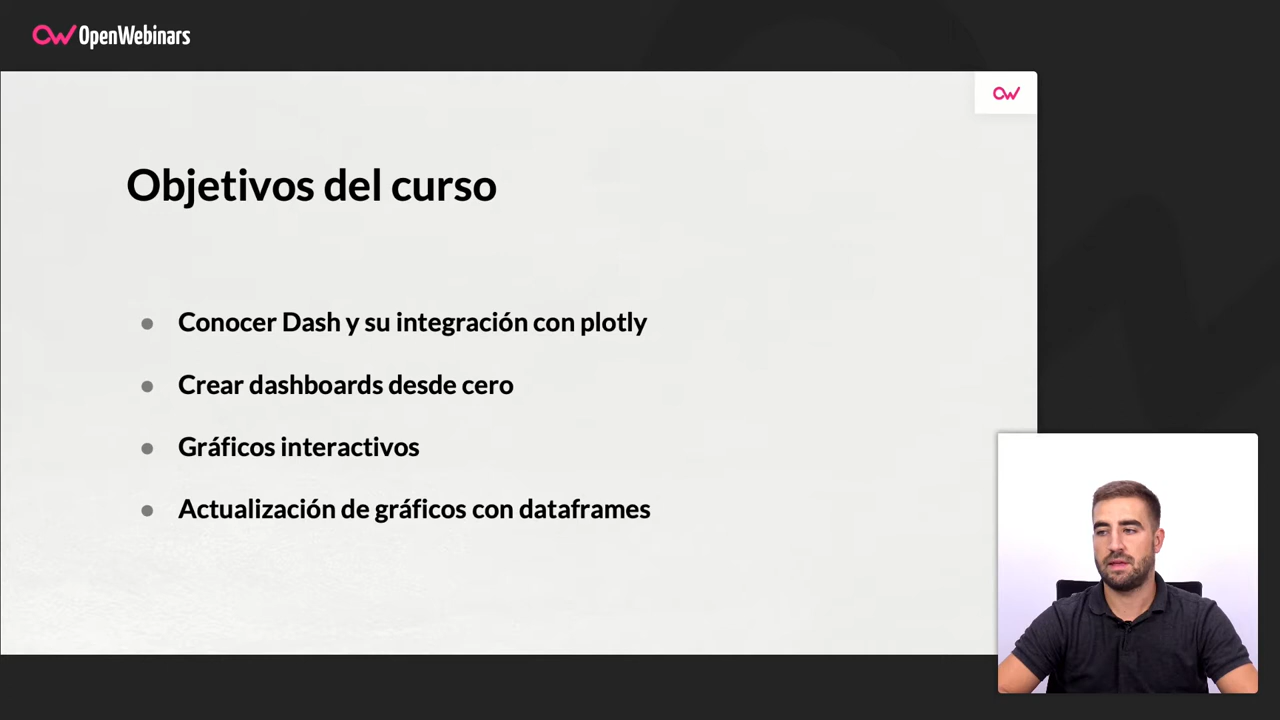 OpenWebinars
Objetivos del curso
Conocer Dash y su integración con plotly
Crear dashboards desde cero
Gráficos interactivos
Actualización de gráficos con dataframes